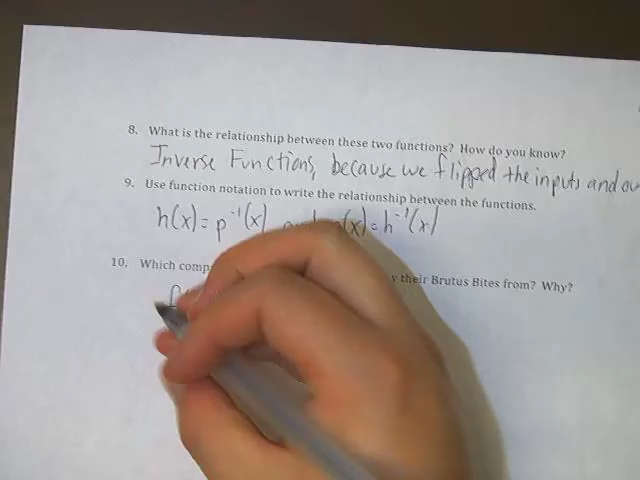 8. What is the relationship between these two functions? How do you know?
Inverse Functions, because we flipped the inputs and ou
9. Use function notation to write the relationship between the functions.
h(x) = p⁻¹(x) (x) = h⁻¹(x)
10. Which their Brutus Bites from? Why?